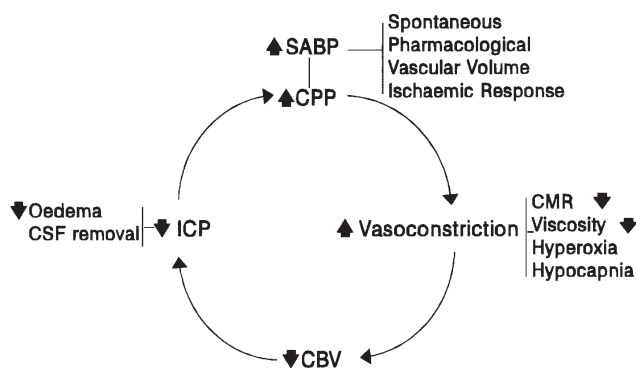 SABP
Spontaneous
Pharmacological
Vascular Volume
Ischaemic Response
CPP
Oedema
CSF removal
ICP
Vasoconstriction
CMR
Viscosity
Hyperoxia
Hypocapnia
CBV